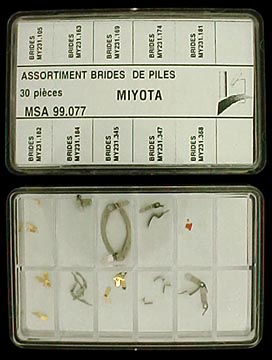 BRIDES
MY231.105
BRIDES
MY231.163
BRIDES
MY231.169
BRIDES
MY231.174
BRIDES
MY231.181
ASSORTIMENT BRIDES DE PILES
30 pièces
MIYOTA
MSA 99.077
BRIDES
MY231.182
BRIDES
MY231.184
BRIDES
MY231.345
BRIDES
MY231.347
BRIDES
MY231.368